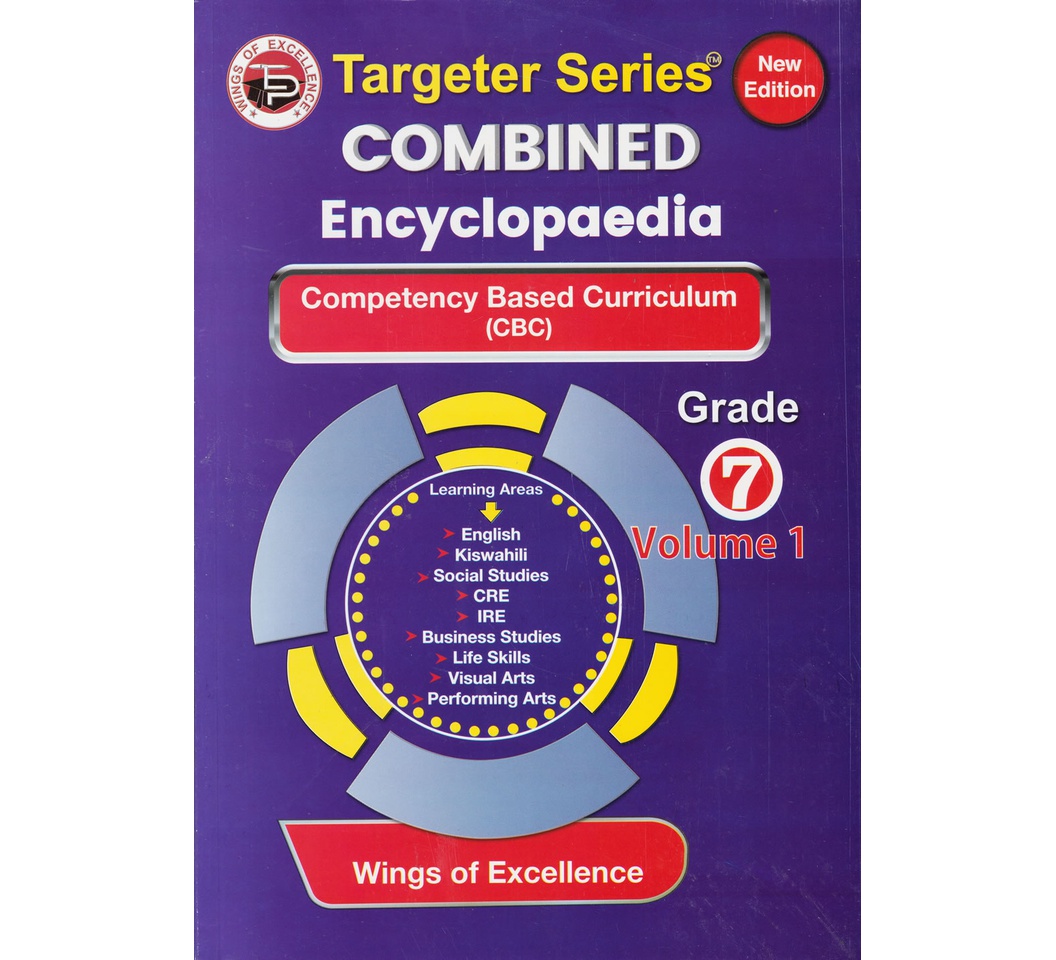 WINGS OF EXCELLENCE
Targeter Series™
New
Edition
COMBINED
Encyclopaedia
Competency Based Curriculum
(CBC)
Grade
7
Volume 1
Learning Areas
English
Kiswahili
Social Studies
CRE
IRE
Business Studies
Life Skills
Visual Arts
Performing Arts
Wings of Excellence